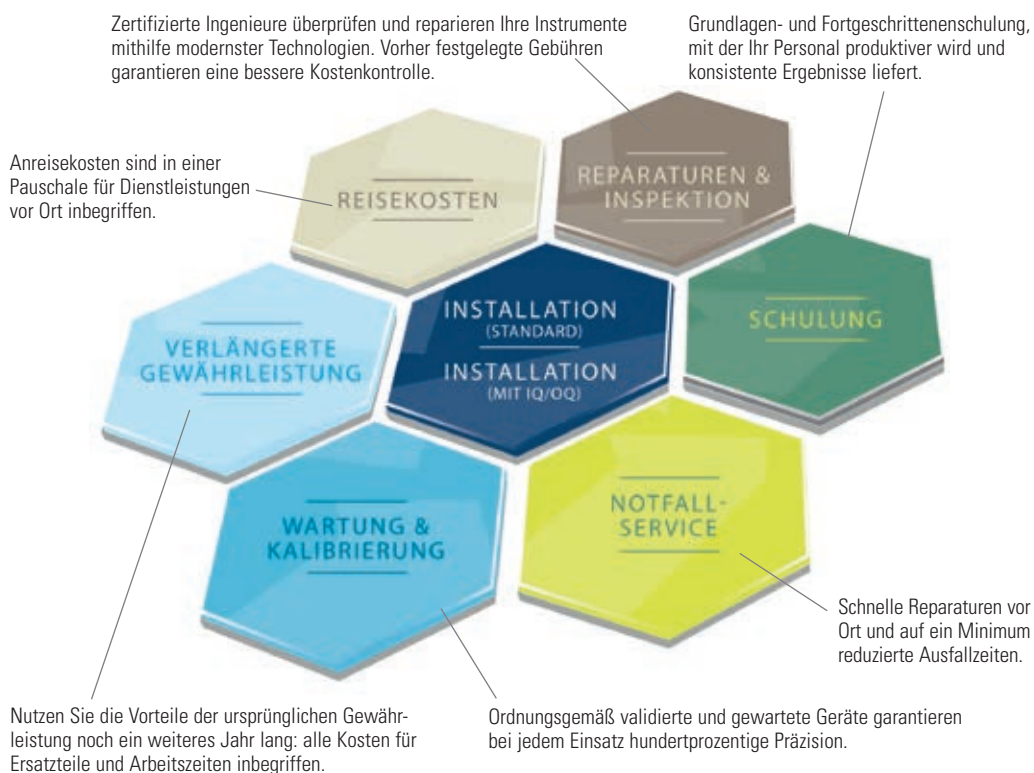 Zertifizierte Ingenieure überprüfen und reparieren Ihre Instrumente
mithilfe modernster Technologien. Vorher festgelegte Gebühren
garantieren eine bessere Kostenkontrolle.
Grundlagen- und Fortgeschrittenenschulung,
mit der Ihr Personal produktiver wird und
konsistente Ergebnisse liefert.
Anreisekosten sind in einer
Pauschale für Dienstleistungen
vor Ort inbegriffen.
REISEKOSTEN
REPARATUREN &
INSPEKTION
VERLÄNGERTE
GEWÄHRLEISTUNG
INSTALLATION
(STANDARD)
INSTALLATION
(MIT IQ/OQ)
SCHULUNG
WARTUNG &
KALIBRIERUNG
NOTFALL-
SERVICE
Schnelle Reparaturen vor
Ort und auf ein Minimum
reduzierte Ausfallzeiten.
Nutzen Sie die Vorteile der ursprünglichen Gewähr-
leistung noch ein weiteres Jahr lang: alle Kosten für
Ersatzteile und Arbeitszeiten inbegriffen.
Ordnungsgemäß validierte und gewartete Geräte garantieren
bei jedem Einsatz hundertprozentige Präzision.